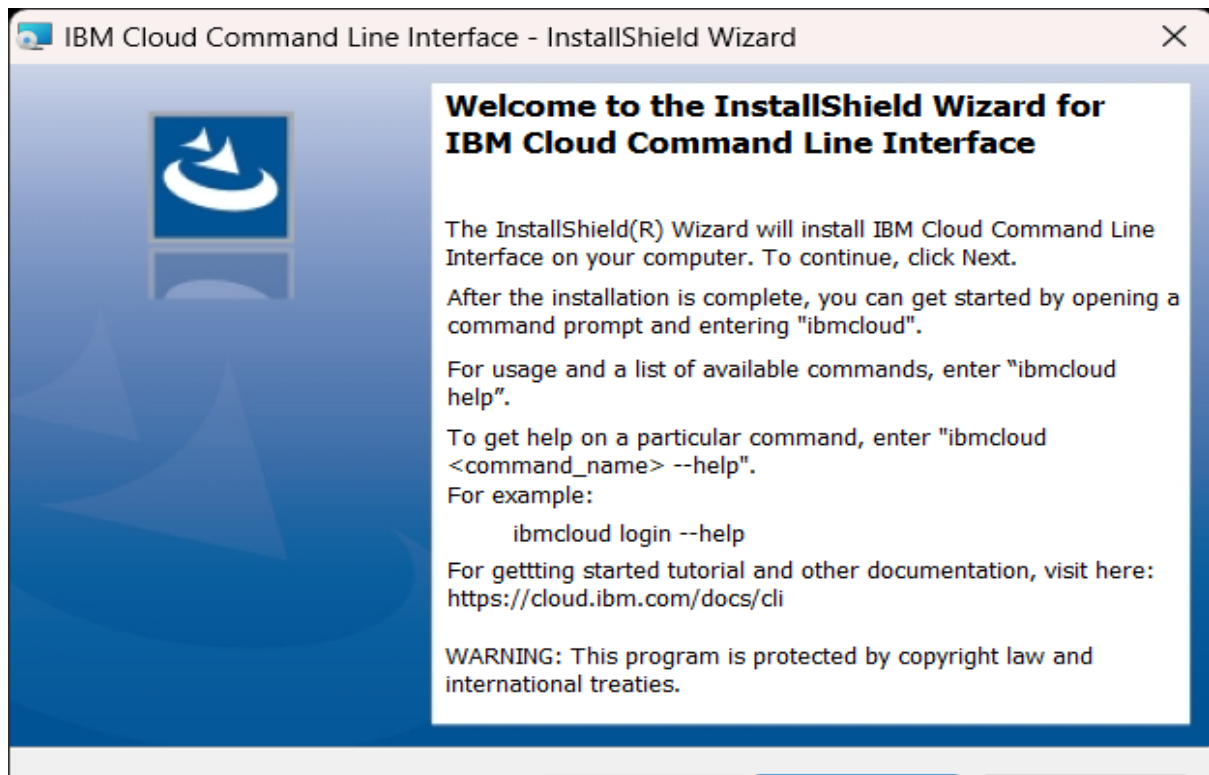 IBM Cloud Command Line Interface - InstallShield Wizard
Welcome to the InstallShield Wizard for
IBM Cloud Command Line Interface
The InstallShield(R) Wizard will install IBM Cloud Command Line
Interface on your computer. To continue, click Next.
After the installation is complete, you can get started by opening a
command prompt and entering "ibmcloud".
For usage and a list of available commands, enter “ibmcloud
help”.
To get help on a particular command, enter "ibmcloud
<command_name> --help".
For example:
ibmcloud login --help
For gettting started tutorial and other documentation, visit here:
https://cloud.ibm.com/docs/cli
WARNING: This program is protected by copyright law and
international treaties.